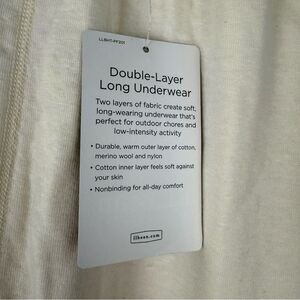 LLBHT-PF201
Double-Layer
Long Underwear
Two layers of fabric create soft,
long-wearing underwear that's
perfect for outdoor chores and
low-intensity activity
• Durable, warm outer layer of cotton,
merino wool and nylon
• Cotton inner layer feels soft against
your skin
• Nonbinding for all-day comfort
llbean.com